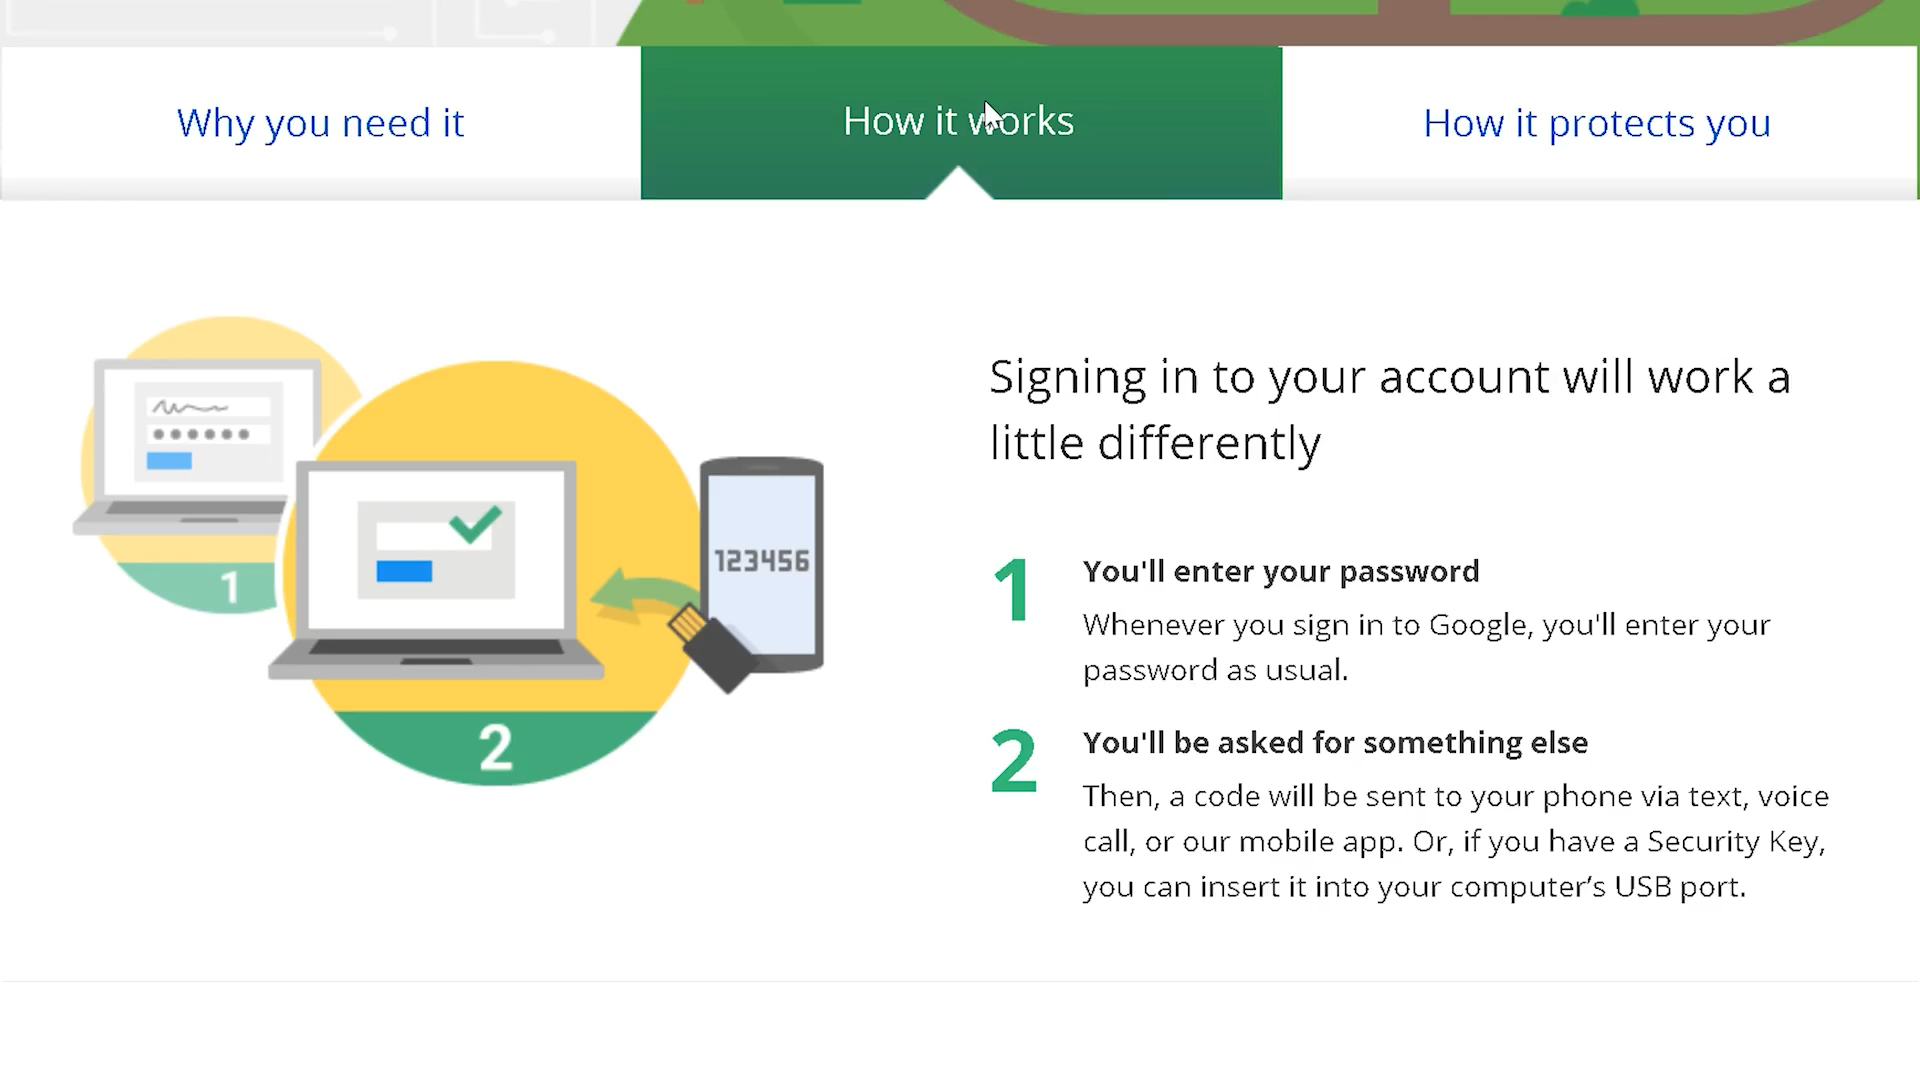 Why you need it
How it works
How it protects you
1
2
123456
Signing in to your account will work a
little differently
1
You'll enter your password
Whenever you sign in to Google, you'll enter your
password as usual.
2
You'll be asked for something else
Then, a code will be sent to your phone via text, voice
call, or our mobile app. Or, if you have a Security Key,
you can insert it into your computer’s USB port.